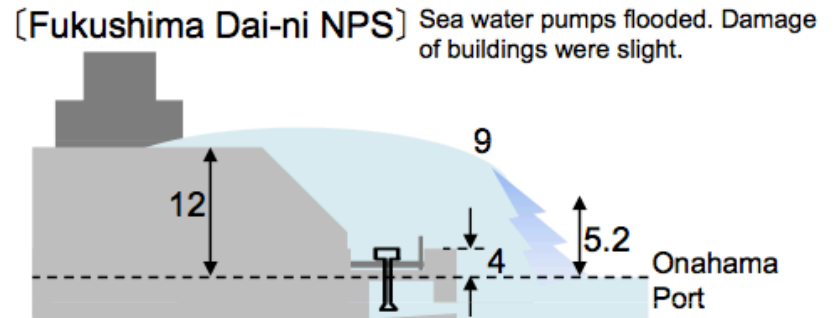 〔Fukushima Dai-ni NPS〕
Sea water pumps flooded. Damage
of buildings were slight.
9
12
5.2
4
Onahama
Port